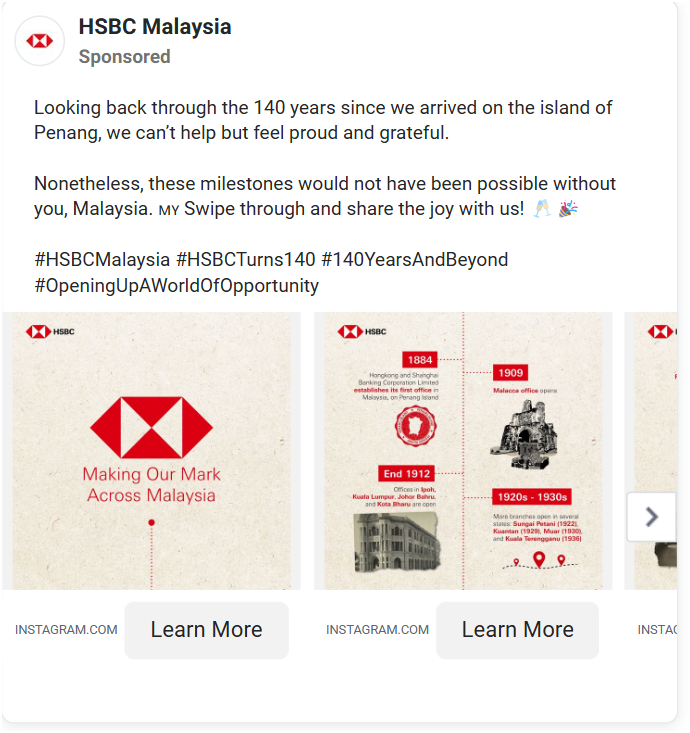 HSBC Malaysia
Sponsored
Looking back through the 140 years since we arrived on the island of
Penang, we can’t help but feel proud and grateful.
Nonetheless, these milestones would not have been possible without
you, Malaysia. ᴍʏ Swipe through and share the joy with us! 🥂 🎉
#HSBCMalaysia #HSBCTurns140 #140YearsAndBeyond
#OpeningUpAWorldOfOpportunity
HSBC
Making Our Mark
Across Malaysia
HSBC
1884
Hongkong and Shanghai
Banking Corporation Limited
establishes its first office in
Malaysia, on Penang Island
1909
Malacca office opens
End 1912
Offices in Ipoh,
Kuala Lumpur, Johor Bahru,
and Kota Bharu are open
1920s - 1930s
More branches open in several
states: Sungai Petani (1922),
Kuantan (1929), Muar (1930),
and Kuala Terengganu (1936)
INSTAGRAM.COM
Learn More
INSTAGRAM.COM
Learn More
INSTAG